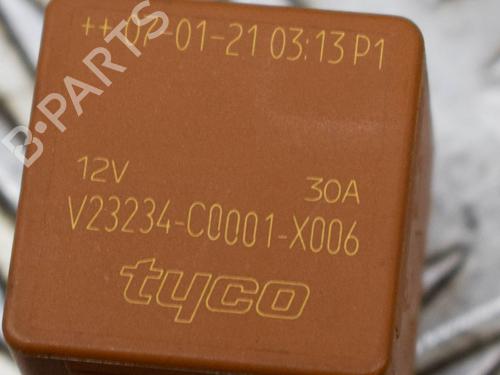 ++ 07-01-21 03:13 P1
B-PARTS
12V 30A
V23234-C0001-X006
tyco